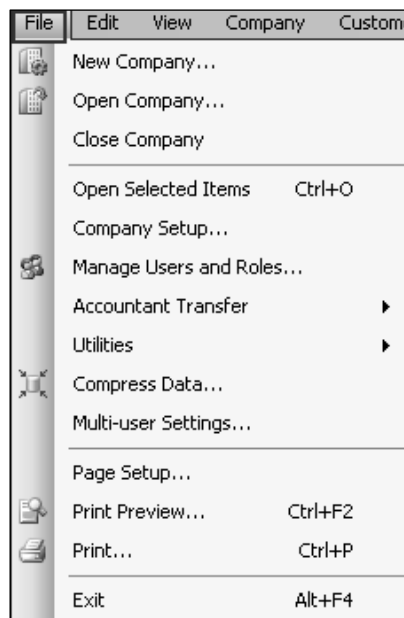 File Edit View Company Custome
New Company...
Open Company...
Close Company
Open Selected Items Ctrl+O
Company Setup...
Manage Users and Roles...
Accountant Transfer
Utilities
Compress Data...
Multi-user Settings...
Page Setup...
Print Preview... Ctrl+F2
Print... Ctrl+P
Exit Alt+F4